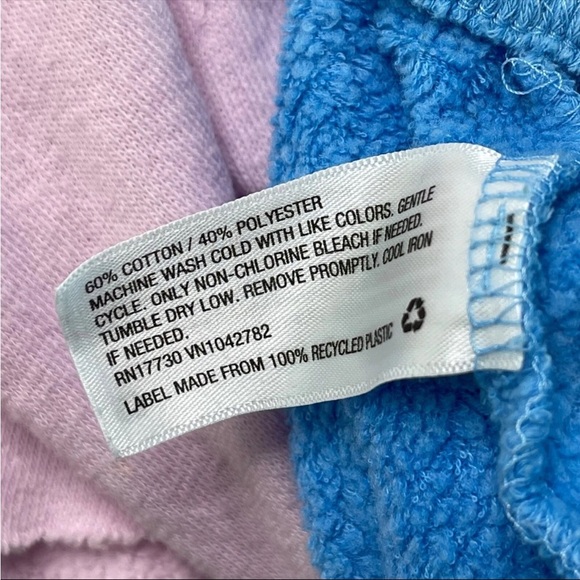 60% COTTON / 40% POLYESTER
MACHINE WASH COLD WITH LIKE COLORS. GENTLE
CYCLE. ONLY NON-CHLORINE BLEACH IF NEEDED.
TUMBLE DRY LOW. REMOVE PROMPTLY. COOL IRON
IF NEEDED.
RN17730 VN1042782
LABEL MADE FROM 100% RECYCLED PLASTIC